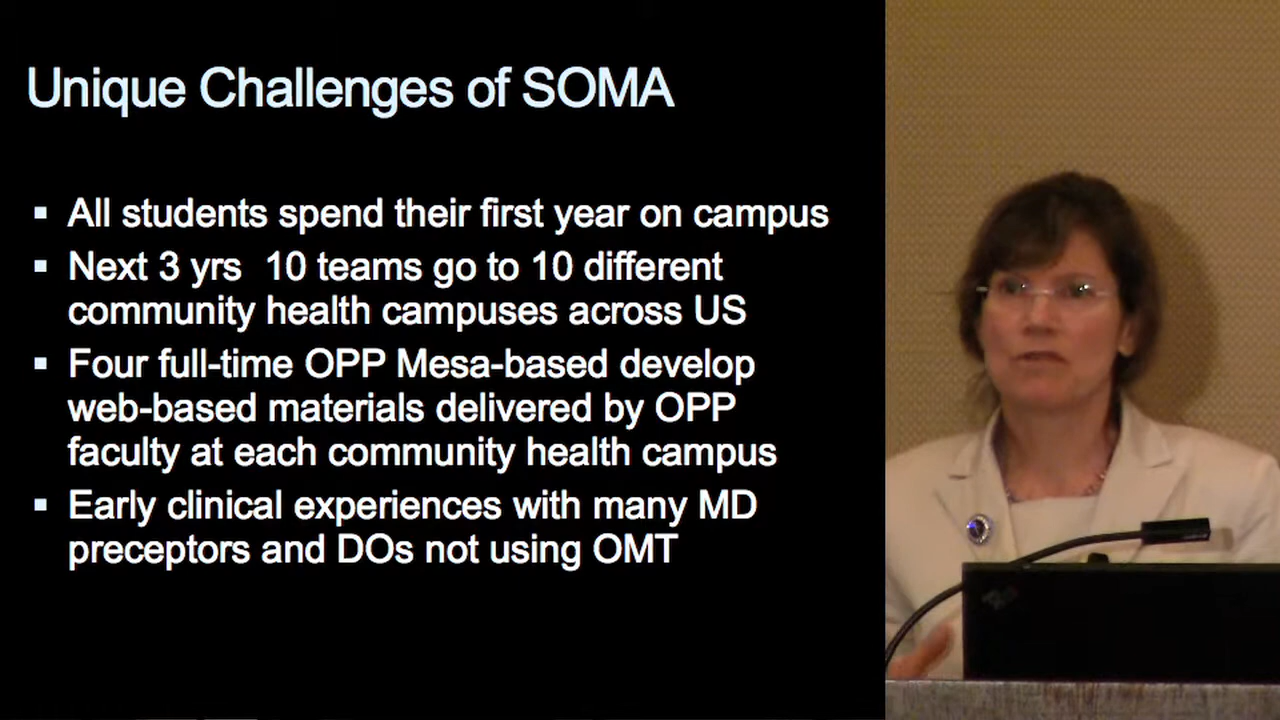 Unique Challenges of SOMA
▪ All students spend their first year on campus
▪ Next 3 yrs  10 teams go to 10 different
community health campuses across US
▪ Four full-time OPP Mesa-based develop
web-based materials delivered by OPP
faculty at each community health campus
▪ Early clinical experiences with many MD
preceptors and DOs not using OMT